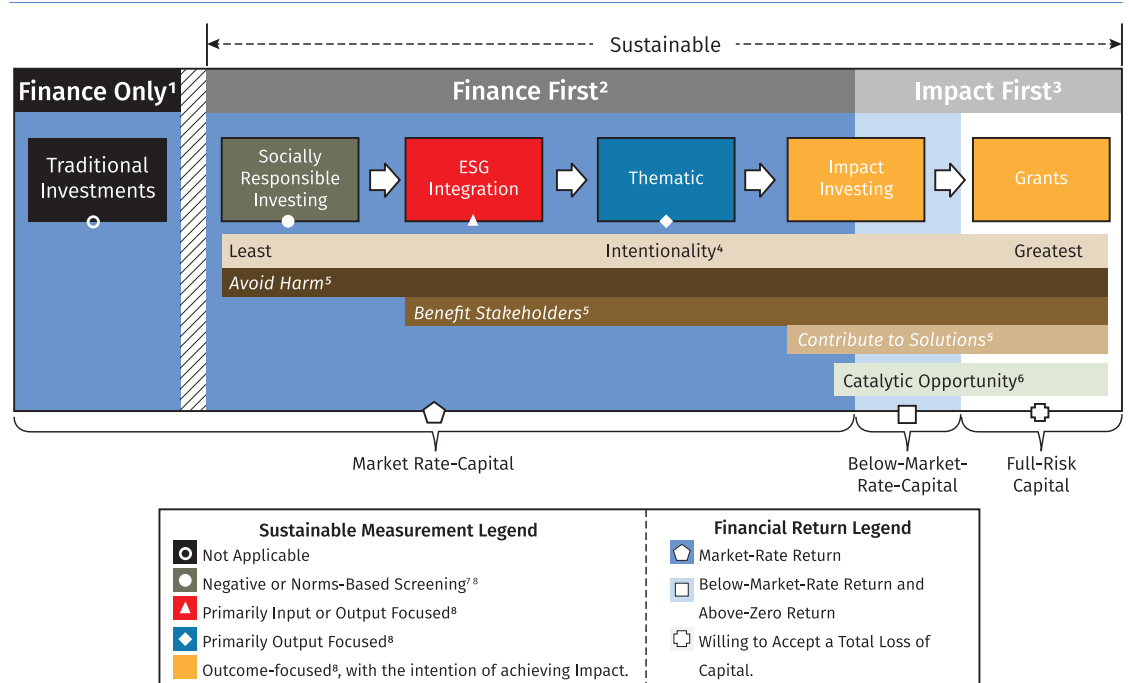 Sustainable
Finance Only¹
Finance First²
Impact First³
Traditional
Investments
Socially
Responsible
Investing
ESG
Integration
Thematic
Impact
Investing
Grants
Least
Intentionality⁴
Greatest
Avoid Harm⁵
Benefit Stakeholders⁵
Contribute to Solutions⁵
Catalytic Opportunity⁶
Market Rate-Capital
Below-Market-
Rate-Capital
Full-Risk
Capital
Sustainable Measurement Legend
Not Applicable
Negative or Norms-Based Screening⁷ ⁸
Primarily Input or Output Focused⁸
Primarily Output Focused⁸
Outcome-focused⁸, with the intention of achieving Impact.
Financial Return Legend
Market-Rate Return
Below-Market-Rate Return and
Above-Zero Return
Willing to Accept a Total Loss of
Capital.